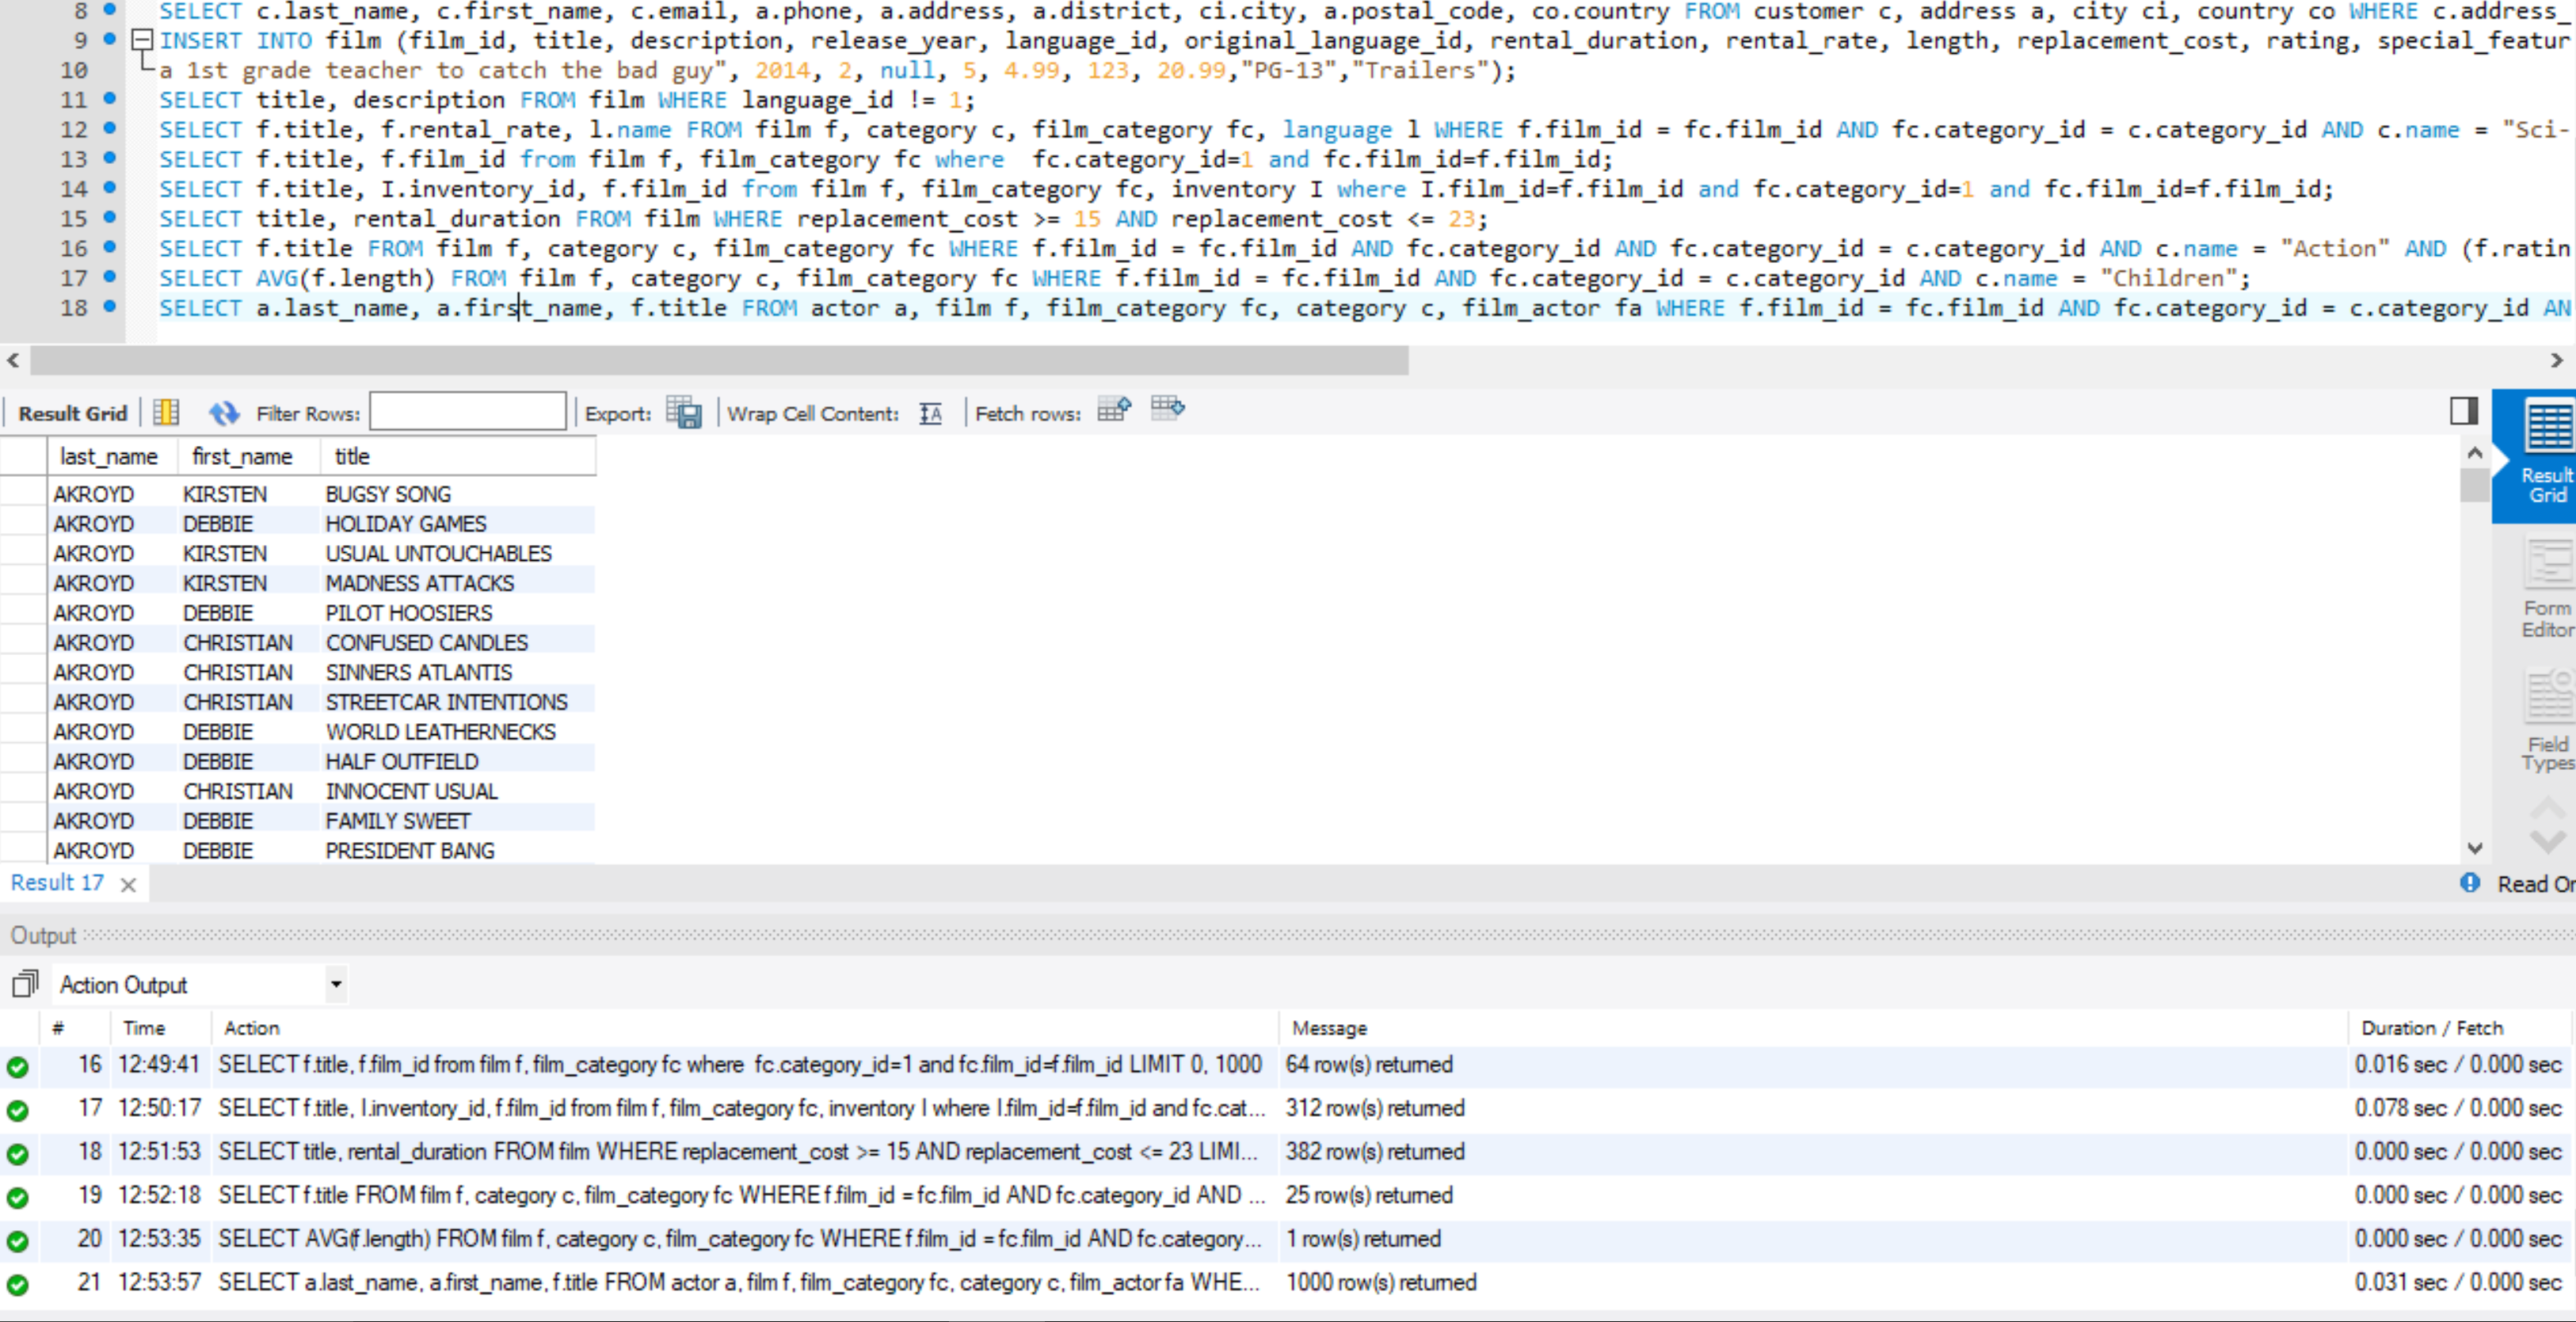 8 SELECT c.last_name, c.first_name, c.email, a.phone, a.address, a.district, ci.city, a.postal_code, co.country FROM customer c, address a, city ci, country co WHERE c.address_
9 INSERT INTO film (film_id, title, description, release_year, language_id, original_language_id, rental_duration, rental_rate, length, replacement_cost, rating, special_featur
10 a 1st grade teacher to catch the bad guy", 2014, 2, null, 5, 4.99, 123, 20.99,"PG-13","Trailers");
11 SELECT title, description FROM film WHERE language_id != 1;
12 SELECT f.title, f.rental_rate, l.name FROM film f, category c, film_category fc, language l WHERE f.film_id = fc.film_id AND fc.category_id = c.category_id AND c.name = "Sci-
13 SELECT f.title, f.film_id from film f, film_category fc where  fc.category_id=1 and fc.film_id=f.film_id;
14 SELECT f.title, I.inventory_id, f.film_id from film f, film_category fc, inventory I where I.film_id=f.film_id and fc.category_id=1 and fc.film_id=f.film_id;
15 SELECT title, rental_duration FROM film WHERE replacement_cost >= 15 AND replacement_cost <= 23;
16 SELECT f.title FROM film f, category c, film_category fc WHERE f.film_id = fc.film_id AND fc.category_id AND fc.category_id = c.category_id AND c.name = "Action" AND (f.ratin
17 SELECT AVG(f.length) FROM film f, category c, film_category fc WHERE f.film_id = fc.film_id AND fc.category_id = c.category_id AND c.name = "Children";
18 SELECT a.last_name, a.first_name, f.title FROM actor a, film f, film_category fc, category c, film_actor fa WHERE f.film_id = fc.film_id AND fc.category_id = c.category_id AN
Result Grid Filter Rows: Export: Wrap Cell Content: Fetch rows:
last_name first_name title
AKROYD KIRSTEN BUGSY SONG
AKROYD DEBBIE HOLIDAY GAMES
AKROYD KIRSTEN USUAL UNTOUCHABLES
AKROYD KIRSTEN MADNESS ATTACKS
AKROYD DEBBIE PILOT HOOSIERS
AKROYD CHRISTIAN CONFUSED CANDLES
AKROYD CHRISTIAN SINNERS ATLANTIS
AKROYD CHRISTIAN STREETCAR INTENTIONS
AKROYD DEBBIE WORLD LEATHERNECKS
AKROYD DEBBIE HALF OUTFIELD
AKROYD CHRISTIAN INNOCENT USUAL
AKROYD DEBBIE FAMILY SWEET
AKROYD DEBBIE PRESIDENT BANG
Result
Grid
Form
Editor
Field
Types
Result 17 Read On
Output
Action Output
# Time Action Message Duration / Fetch
16 12:49:41 SELECT f.title, f.film_id from film f, film_category fc where  fc.category_id=1 and fc.film_id=f.film_id LIMIT 0, 1000 64 row(s) returned 0.016 sec / 0.000 sec
17 12:50:17 SELECT f.title, I.inventory_id, f.film_id from film f, film_category fc, inventory I where I.film_id=f.film_id and fc.cat... 312 row(s) returned 0.078 sec / 0.000 sec
18 12:51:53 SELECT title, rental_duration FROM film WHERE replacement_cost >= 15 AND replacement_cost <= 23 LIMI... 382 row(s) returned 0.000 sec / 0.000 sec
19 12:52:18 SELECT f.title FROM film f, category c, film_category fc WHERE f.film_id = fc.film_id AND fc.category_id AND ... 25 row(s) returned 0.000 sec / 0.000 sec
20 12:53:35 SELECT AVG(f.length) FROM film f, category c, film_category fc WHERE f.film_id = fc.film_id AND fc.category... 1 row(s) returned 0.000 sec / 0.000 sec
21 12:53:57 SELECT a.last_name, a.first_name, f.title FROM actor a, film f, film_category fc, category c, film_actor fa WHE... 1000 row(s) returned 0.031 sec / 0.000 sec